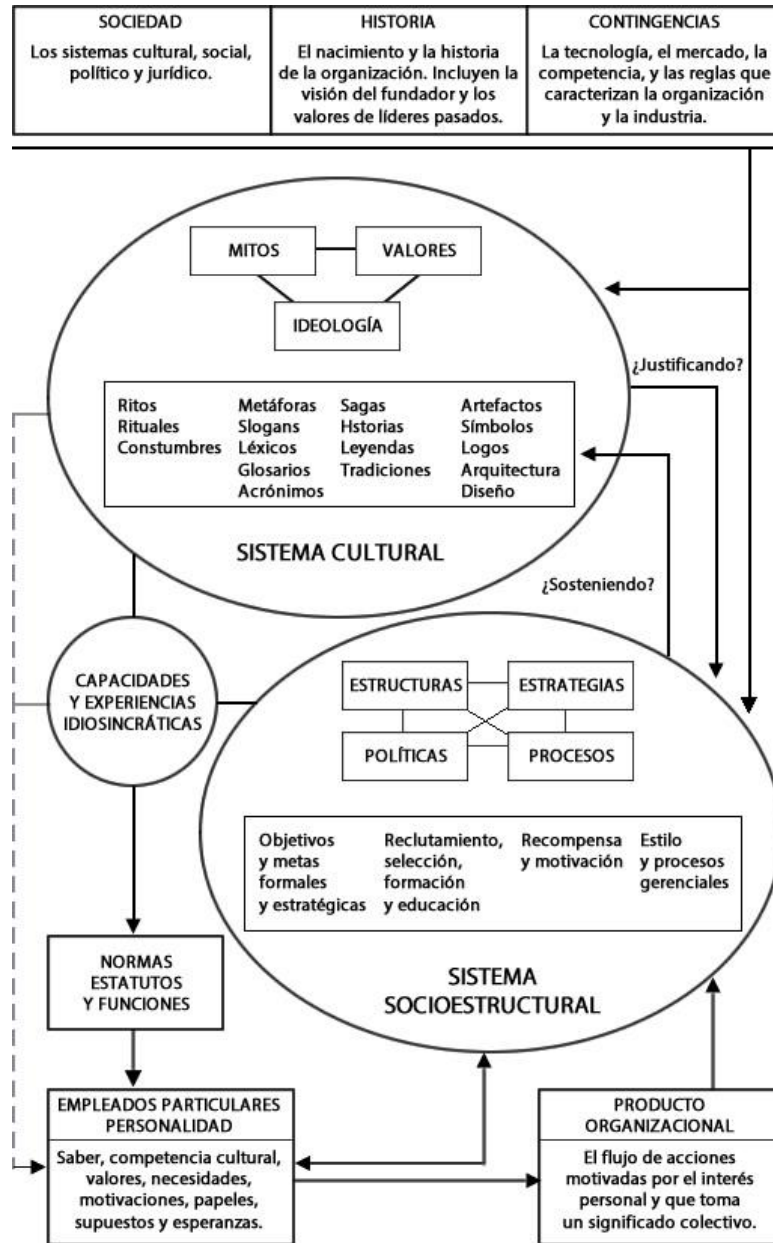 SOCIEDAD
Los sistemas cultural, social,
político y jurídico.
HISTORIA
El nacimiento y la historia
de la organización. Incluyen la
visión del fundador y los
valores de líderes pasados.
CONTINGENCIAS
La tecnología, el mercado, la
competencia, y las reglas que
caracterizan la organización
y la industria.
MITOS
VALORES
IDEOLOGÍA
¿Justificando?
Ritos
Rituales
Constumbres
Metáforas
Slogans
Léxicos
Glosarios
Acrónimos
Sagas
Hstorias
Leyendas
Tradiciones
Artefactos
Símbolos
Logos
Arquitectura
Diseño
SISTEMA CULTURAL
¿Sosteniendo?
CAPACIDADES
Y EXPERIENCIAS
IDIOSINCRÁTICAS
ESTRUCTURAS
ESTRATEGIAS
POLÍTICAS
PROCESOS
Objetivos
y metas
formales
y estratégicas
Reclutamiento,
selección,
formación
y educación
Recompensa
y motivación
Estilo
y procesos
gerenciales
SISTEMA
SOCIOESTRUCTURAL
NORMAS
ESTATUTOS
Y FUNCIONES
EMPLEADOS PARTICULARES
PERSONALIDAD
Saber, competencia cultural,
valores, necesidades,
motivaciones, papeles,
supuestos y esperanzas.
PRODUCTO
ORGANIZACIONAL
El flujo de acciones
motivadas por el interés
personal y que toma
un significado colectivo.